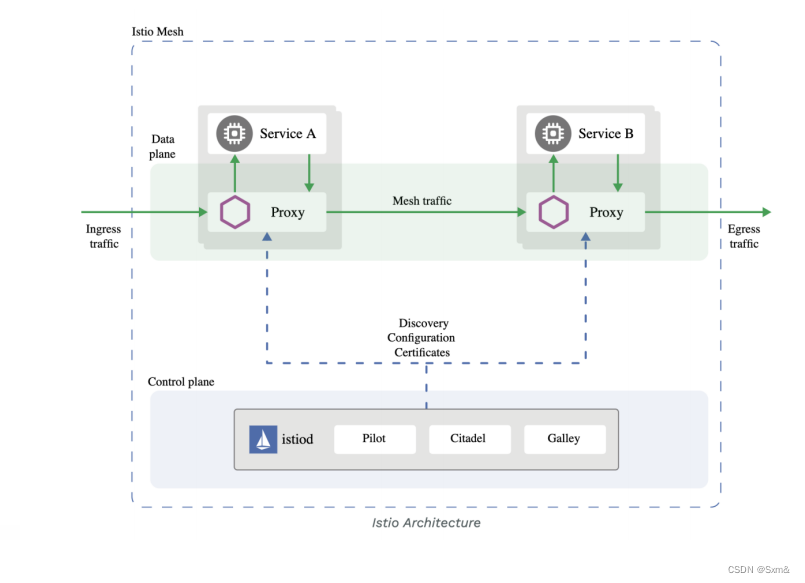 Istio Mesh
Data
plane
Service A
Service B
Proxy
Mesh traffic
Proxy
Ingress
traffic
Egress
traffic
Discovery
Configuration
Certificates
Control plane
istiod
Pilot
Citadel
Galley
Istio Architecture
CSDN @Sxm&